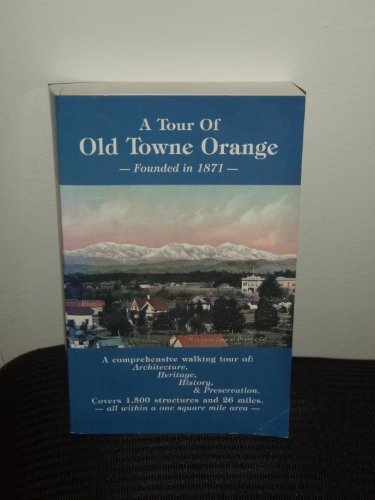 A Tour Of
Old Towne Orange
— Founded in 1871 —
A comprehensive walking tour of:
Architecture,
Heritage,
History,
& Preservation.
Covers 1,800 structures and 26 miles.
— all within a one square mile area —